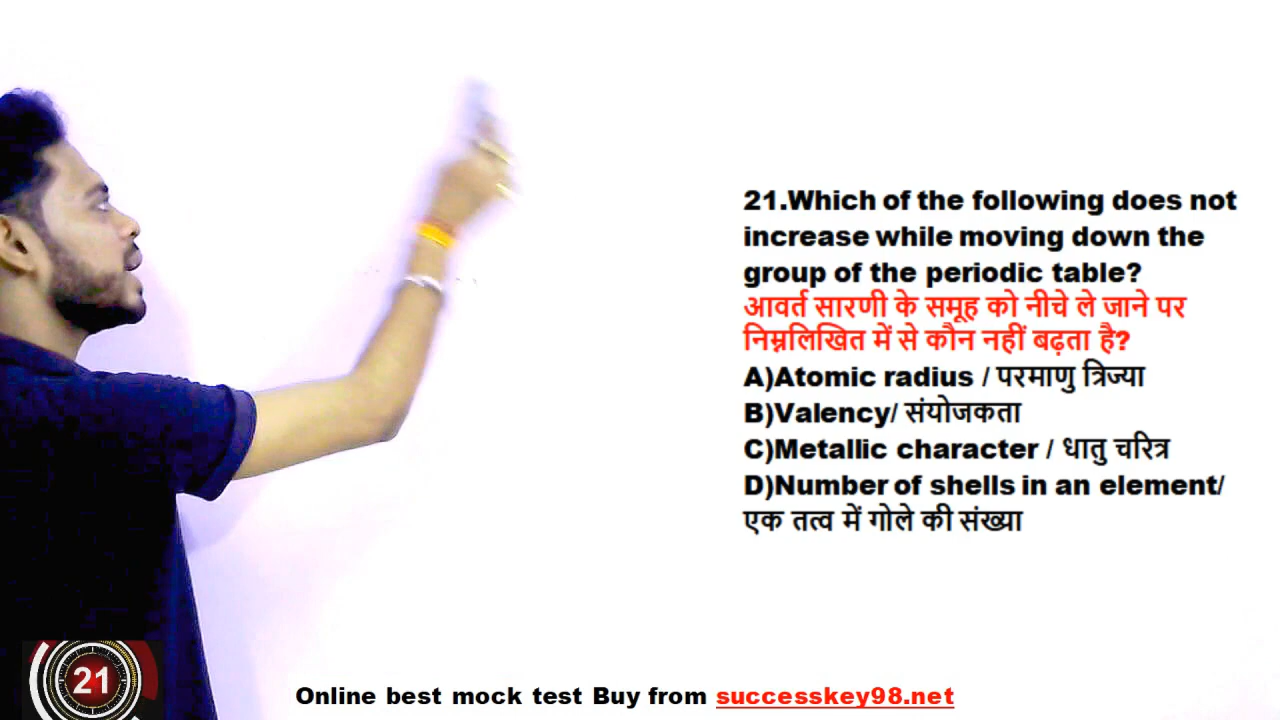 21.Which of the following does not
increase while moving down the
group of the periodic table?
आवर्त सारणी के समूह को नीचे ले जाने पर
निम्नलिखित में से कौन नहीं बढ़ता है?
A)Atomic radius / परमाणु त्रिज्या
B)Valency/ संयोजकता
C)Metallic character / धातु चरित्र
D)Number of shells in an element/
एक तत्व में गोले की संख्या
21
Online best mock test Buy from successkey98.net